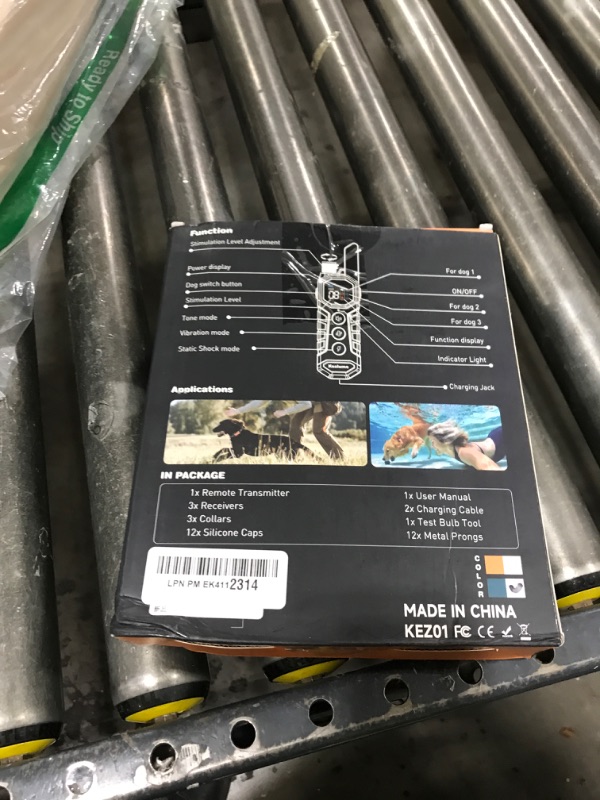 Ready to Ship
Function
Stimulation Level Adjustment
Power display
Dog switch button
Stimulation Level
Tone mode
Vibration mode
Static Shock mode
For dog 1
ON/OFF
For dog 2
For dog 3
Function display
Indicator Light
Charging Jack
08
Applications
IN PACKAGE
1x Remote Transmitter
3x Receivers
3x Collars
12x Silicone Caps
1x User Manual
2x Charging Cable
1x Test Bulb Tool
12x Metal Prongs
LPN PM EK4112314
COLOR
MADE IN CHINA
KEZ01 FC CE